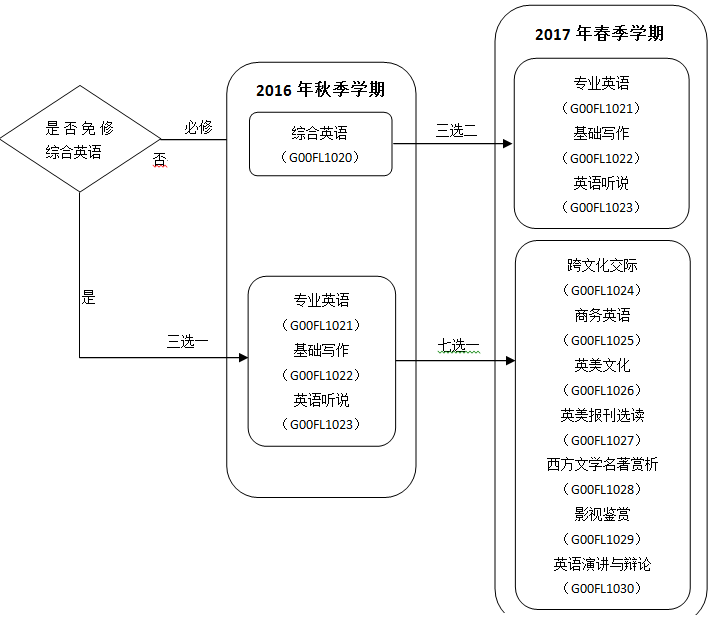 是 否 免 修
综合英语
必修
否
是
三选一
2016 年秋季学期
综合英语
（G00FL1020）
专业英语
（G00FL1021）
基础写作
（G00FL1022）
英语听说
（G00FL1023）
三选二
七选一
2017 年春季学期
专业英语
（G00FL1021）
基础写作
（G00FL1022）
英语听说
（G00FL1023）
跨文化交际
（G00FL1024）
商务英语
（G00FL1025）
英美文化
（G00FL1026）
英美报刊选读
（G00FL1027）
西方文学名著赏析
（G00FL1028）
影视鉴赏
（G00FL1029）
英语演讲与辩论
（G00FL1030）